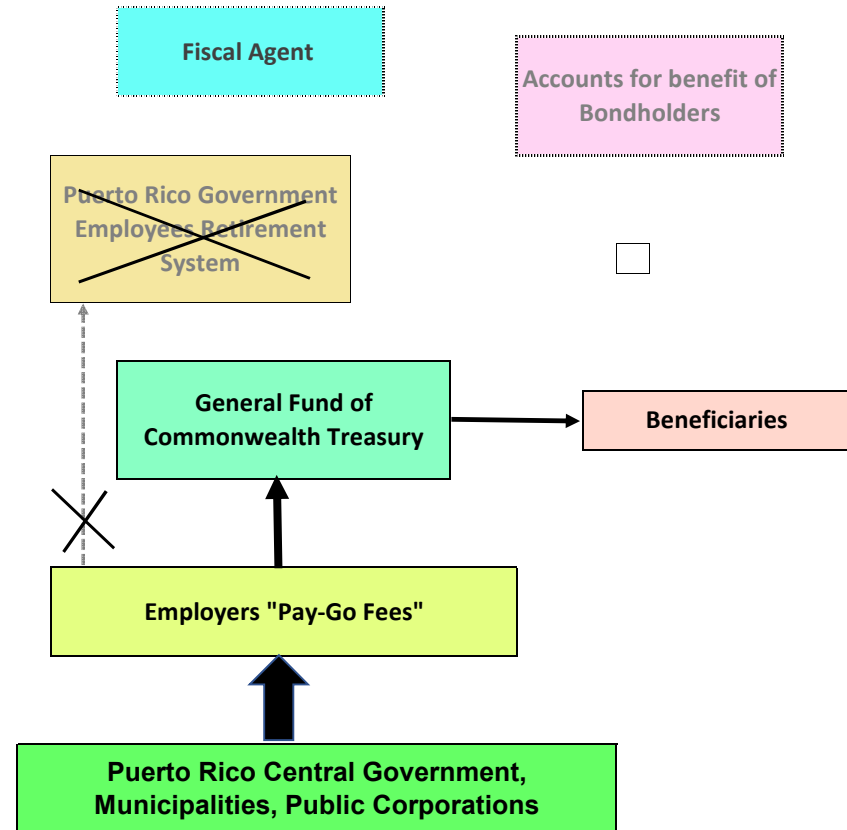 Fiscal Agent
Accounts for benefit of
Bondholders
Puerto Rico Government
Employees Retirement
System
General Fund of
Commonwealth Treasury
Beneficiaries
Employers "Pay-Go Fees"
Puerto Rico Central Government,
Municipalities, Public Corporations